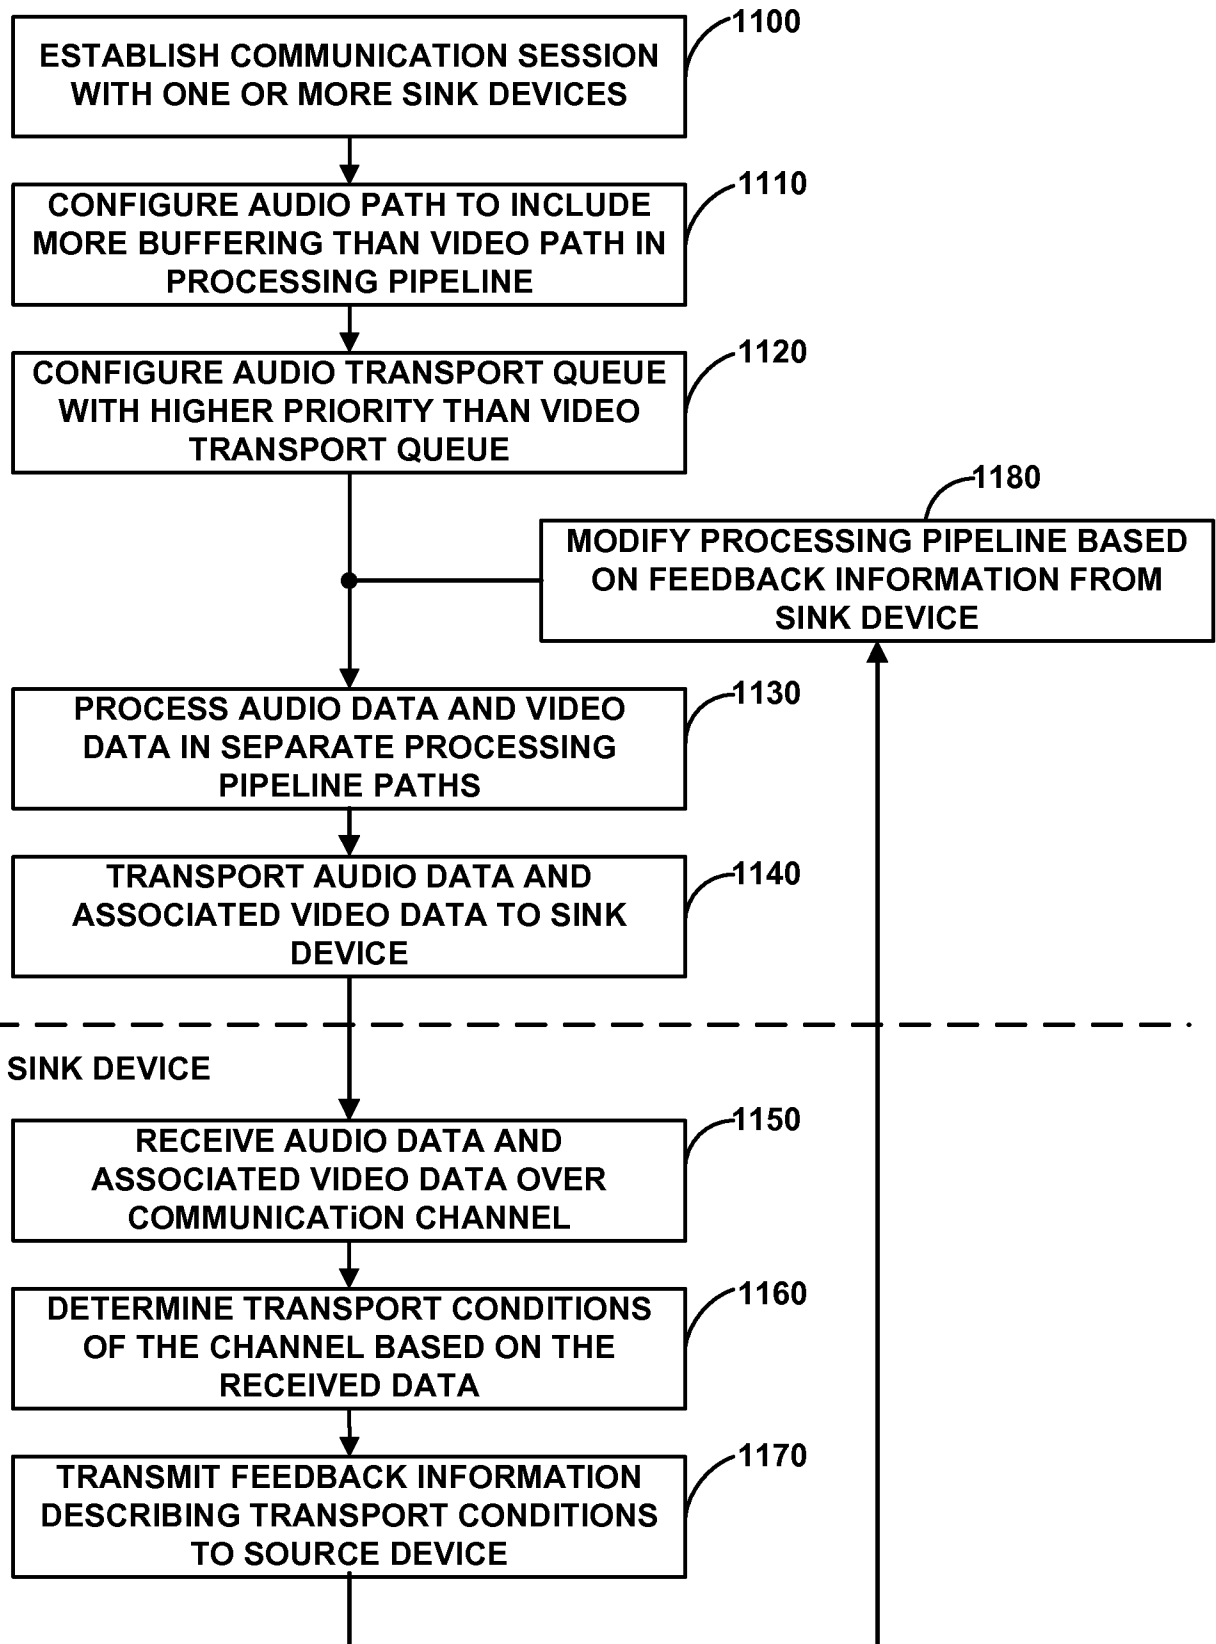 1100
ESTABLISH COMMUNICATION SESSION
WITH ONE OR MORE SINK DEVICES
1110
CONFIGURE AUDIO PATH TO INCLUDE
MORE BUFFERING THAN VIDEO PATH IN
PROCESSING PIPELINE
1120
CONFIGURE AUDIO TRANSPORT QUEUE
WITH HIGHER PRIORITY THAN VIDEO
TRANSPORT QUEUE
1180
MODIFY PROCESSING PIPELINE BASED
ON FEEDBACK INFORMATION FROM
SINK DEVICE
1130
PROCESS AUDIO DATA AND VIDEO
DATA IN SEPARATE PROCESSING
PIPELINE PATHS
1140
TRANSPORT AUDIO DATA AND
ASSOCIATED VIDEO DATA TO SINK
DEVICE
SINK DEVICE
1150
RECEIVE AUDIO DATA AND
ASSOCIATED VIDEO DATA OVER
COMMUNICATiON CHANNEL
1160
DETERMINE TRANSPORT CONDITIONS
OF THE CHANNEL BASED ON THE
RECEIVED DATA
1170
TRANSMIT FEEDBACK INFORMATION
DESCRIBING TRANSPORT CONDITIONS
TO SOURCE DEVICE